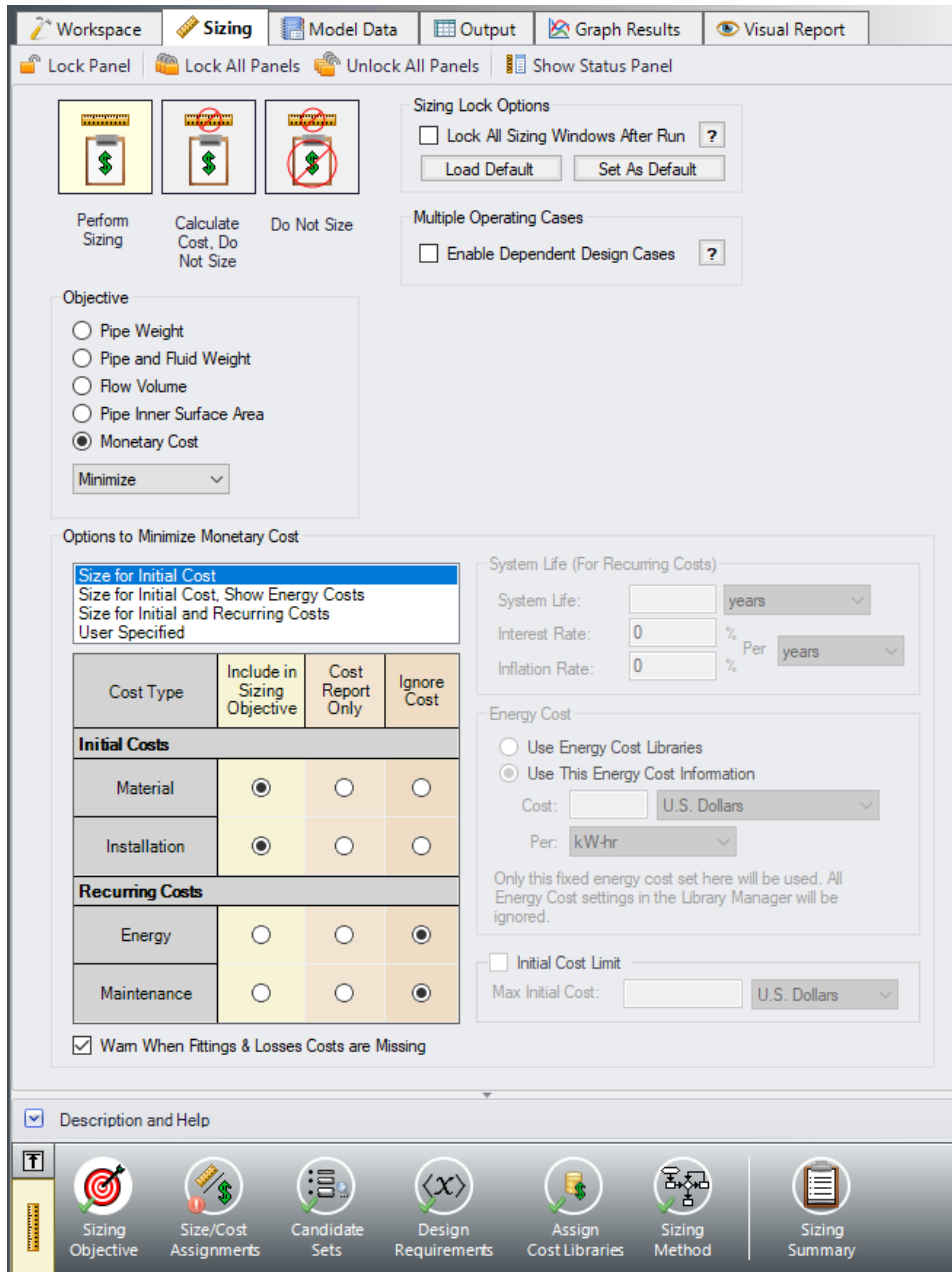 Workspace Sizing Model Data Output Graph Results Visual Report
Lock Panel Lock All Panels Unlock All Panels Show Status Panel
Perform
Sizing
Calculate
Cost, Do
Not Size
Do Not Size
Sizing Lock Options
Lock All Sizing Windows After Run ?
Load Default Set As Default
Multiple Operating Cases
Enable Dependent Design Cases ?
Objective
Pipe Weight
Pipe and Fluid Weight
Flow Volume
Pipe Inner Surface Area
Monetary Cost
Minimize
Options to Minimize Monetary Cost
Size for Initial Cost
Size for Initial Cost, Show Energy Costs
Size for Initial and Recurring Costs
User Specified
Cost Type
Include in
Sizing
Objective
Cost
Report
Only
Ignore
Cost
Initial Costs
Material
Installation
Recurring Costs
Energy
Maintenance
Warn When Fittings & Losses Costs are Missing
System Life (For Recurring Costs)
System Life: years
Interest Rate: 0 %
Inflation Rate: 0 %
Per years
Energy Cost
Use Energy Cost Libraries
Use This Energy Cost Information
Cost: U.S. Dollars
Per: kW-hr
Only this fixed energy cost set here will be used. All
Energy Cost settings in the Library Manager will be
ignored.
Initial Cost Limit
Max Initial Cost: U.S. Dollars
Description and Help
Sizing
Objective
Size/Cost
Assignments
Candidate
Sets
Design
Requirements
Assign
Cost Libraries
Sizing
Method
Sizing
Summary